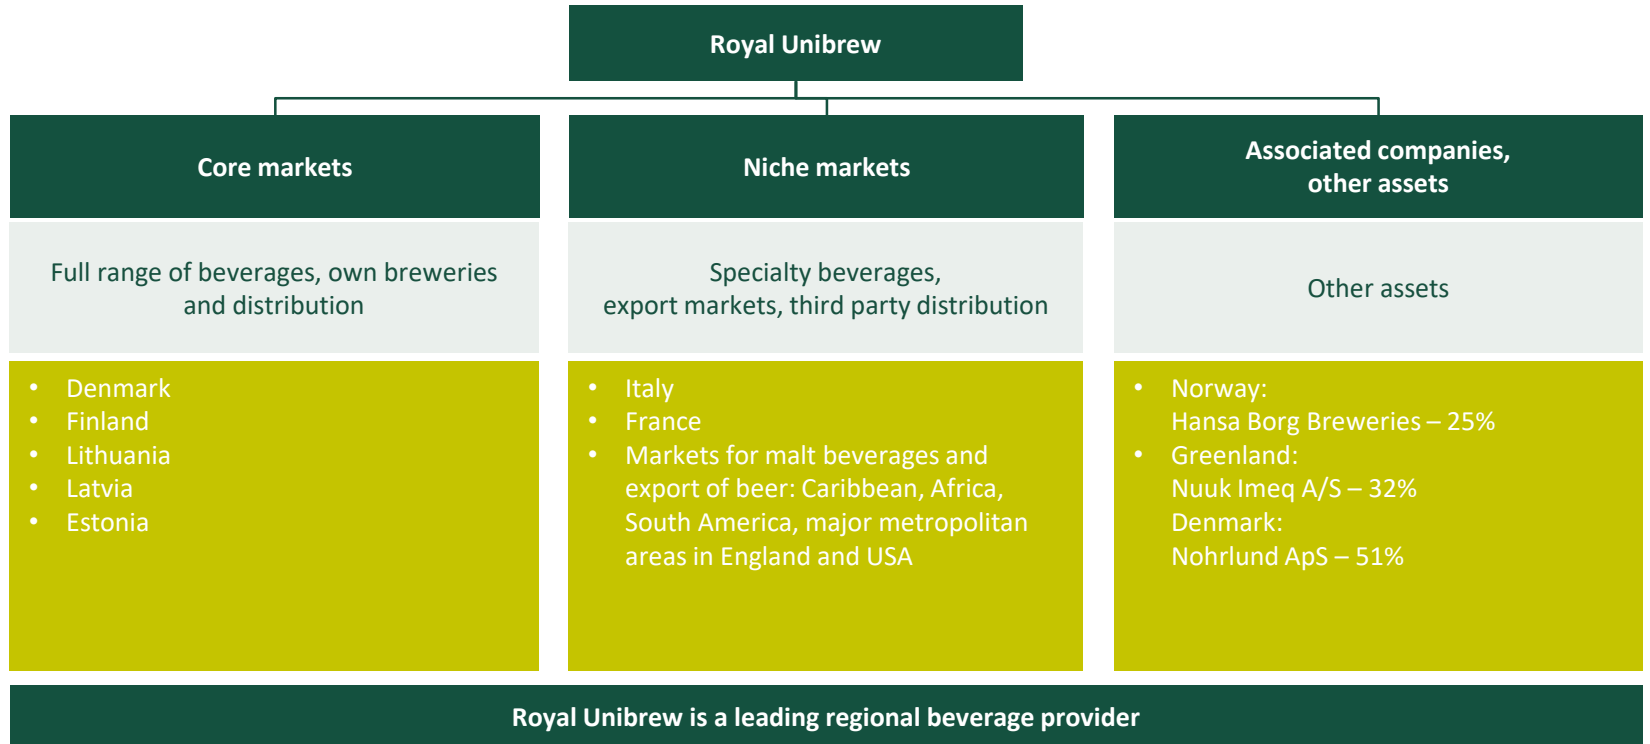 Royal Unibrew
Core markets
Full range of beverages, own breweries
and distribution
• Denmark
• Finland
• Lithuania
• Latvia
• Estonia
Niche markets
Specialty beverages,
export markets, third party distribution
• Italy
• France
• Markets for malt beverages and
export of beer: Caribbean, Africa,
South America, major metropolitan
areas in England and USA
Associated companies,
other assets
Other assets
• Norway:
Hansa Borg Breweries – 25%
• Greenland:
Nuuk Imeq A/S – 32%
Denmark:
Nohrlund ApS – 51%
Royal Unibrew is a leading regional beverage provider